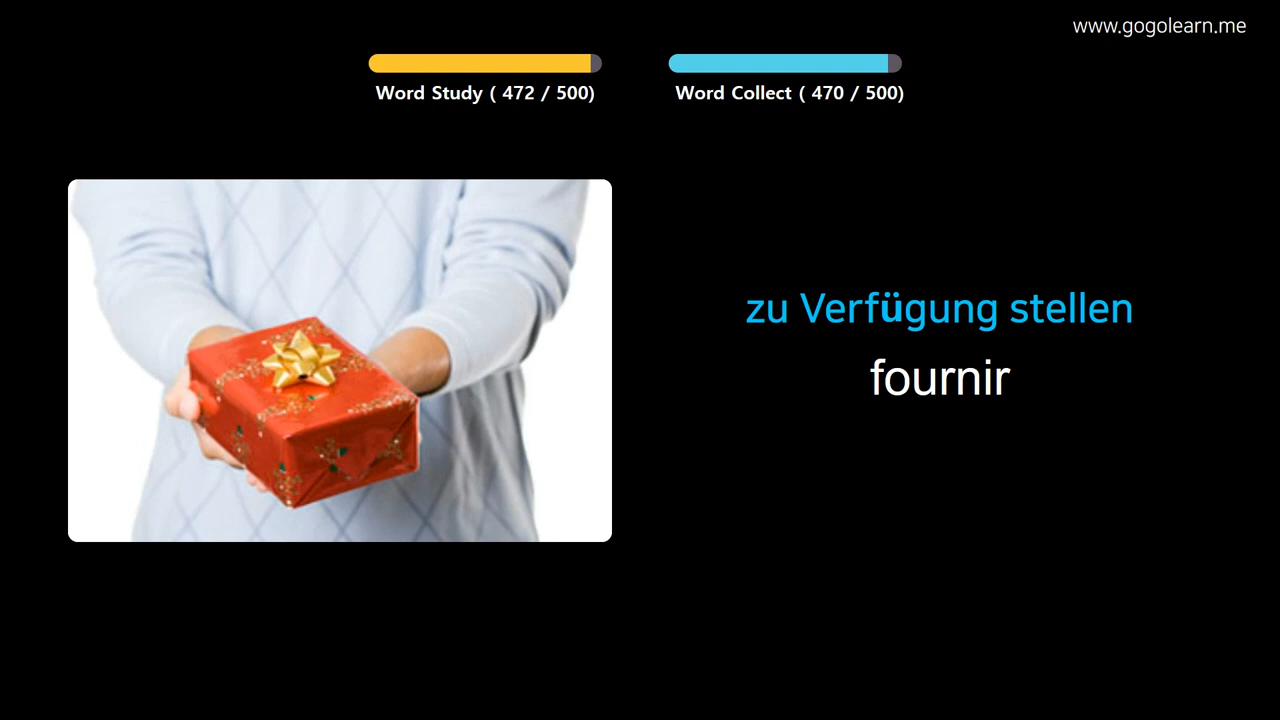 www.gogolearn.me
Word Study ( 472 / 500)
Word Collect ( 470 / 500)
zu Verfügung stellen
fournir